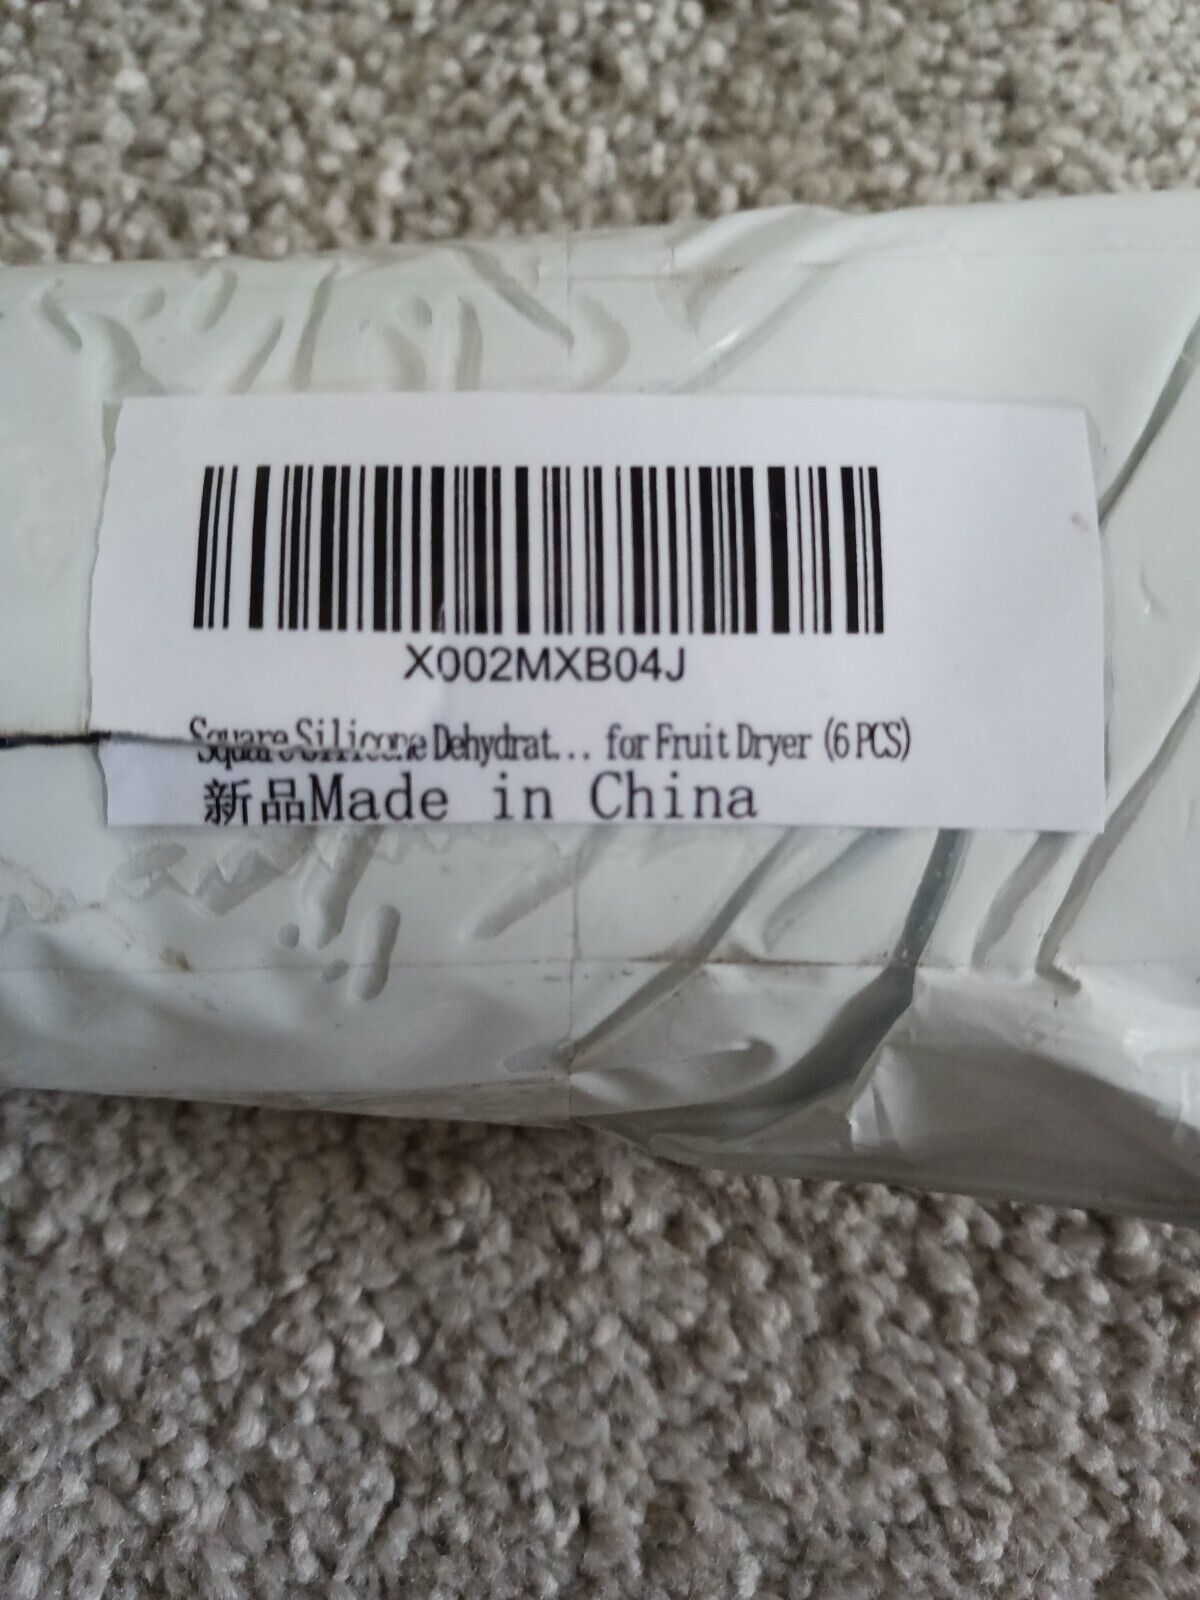 X002MXB04J
Square Silicone Dehydrat... for Fruit Dryer (6 PCS)
新品Made in China